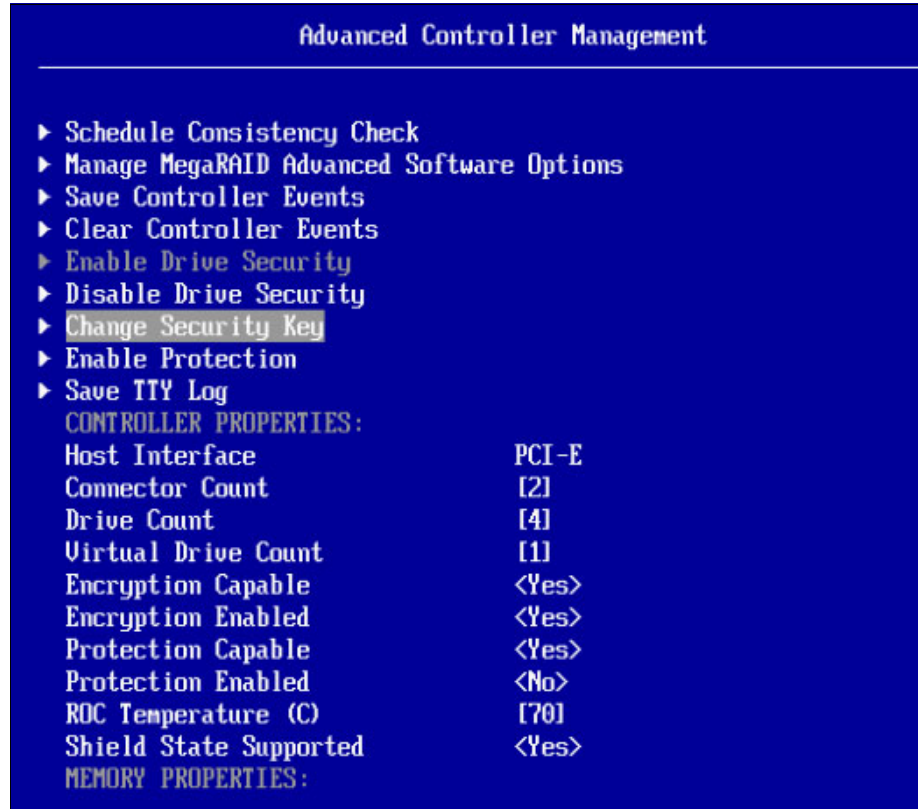 Advanced Controller Management
Schedule Consistency Check
Manage MegaRAID Advanced Software Options
Save Controller Events
Clear Controller Events
Enable Drive Security
Disable Drive Security
Change Security Key
Enable Protection
Save TTY Log
CONTROLLER PROPERTIES:
Host Interface PCI-E
Connector Count [2]
Drive Count [4]
Virtual Drive Count [1]
Encryption Capable <Yes>
Encryption Enabled <Yes>
Protection Capable <Yes>
Protection Enabled <No>
ROC Temperature (C) [70]
Shield State Supported <Yes>
MEMORY PROPERTIES: